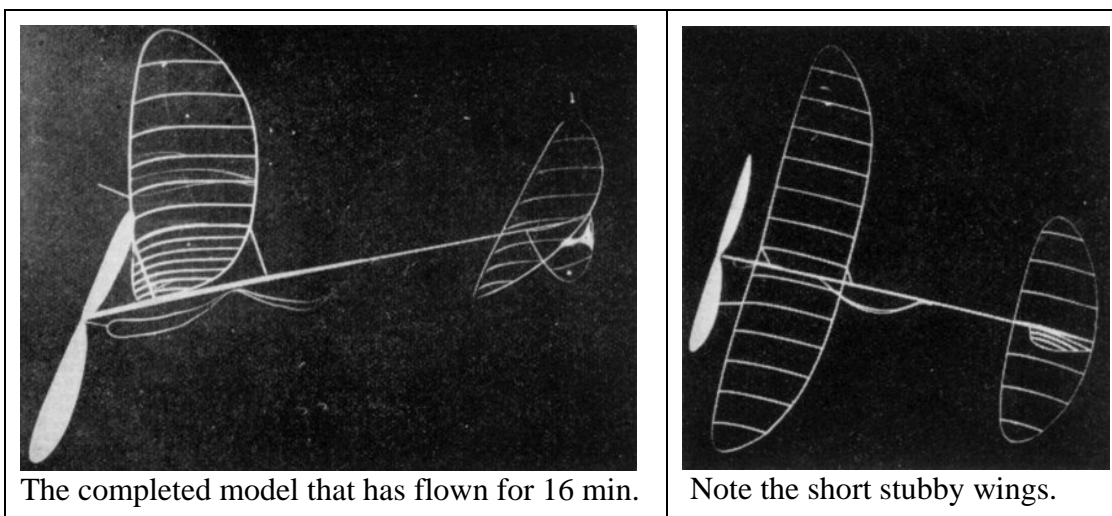 The completed model that has flown for 16 min.
Note the short stubby wings.